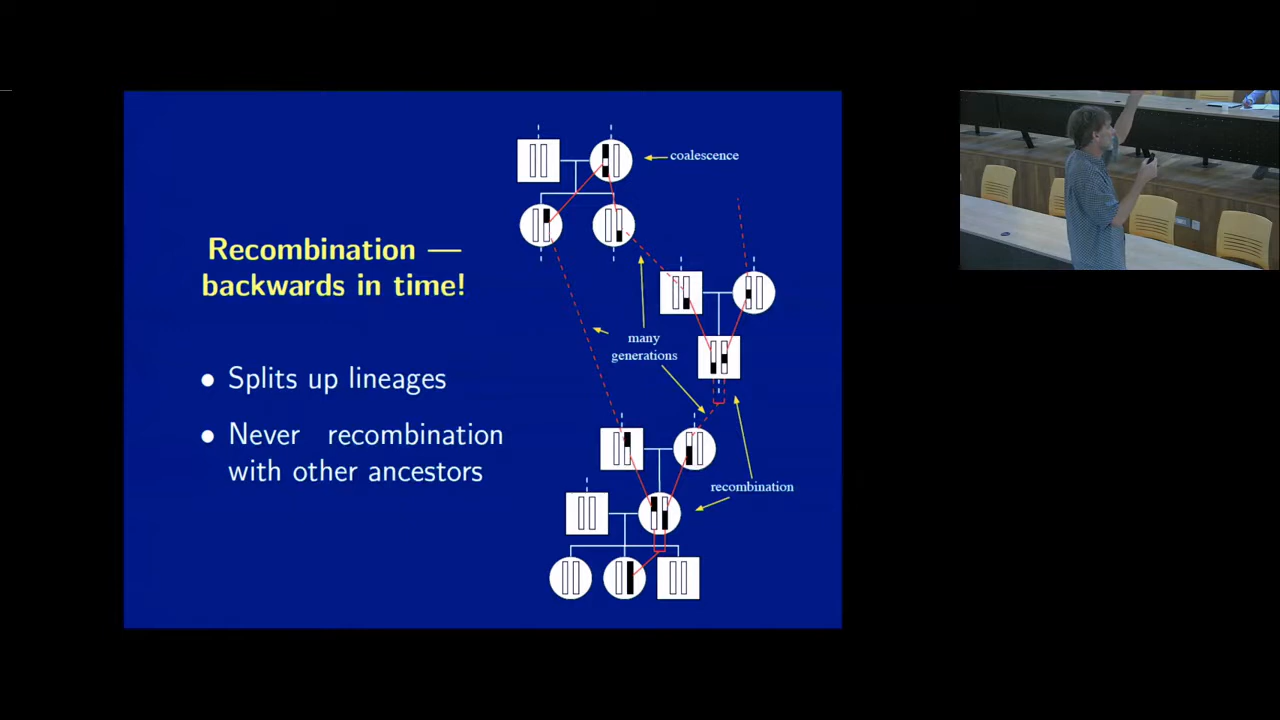 Recombination —
backwards in time!
• Splits up lineages
• Never recombination
with other ancestors
coalescence
many
generations
recombination